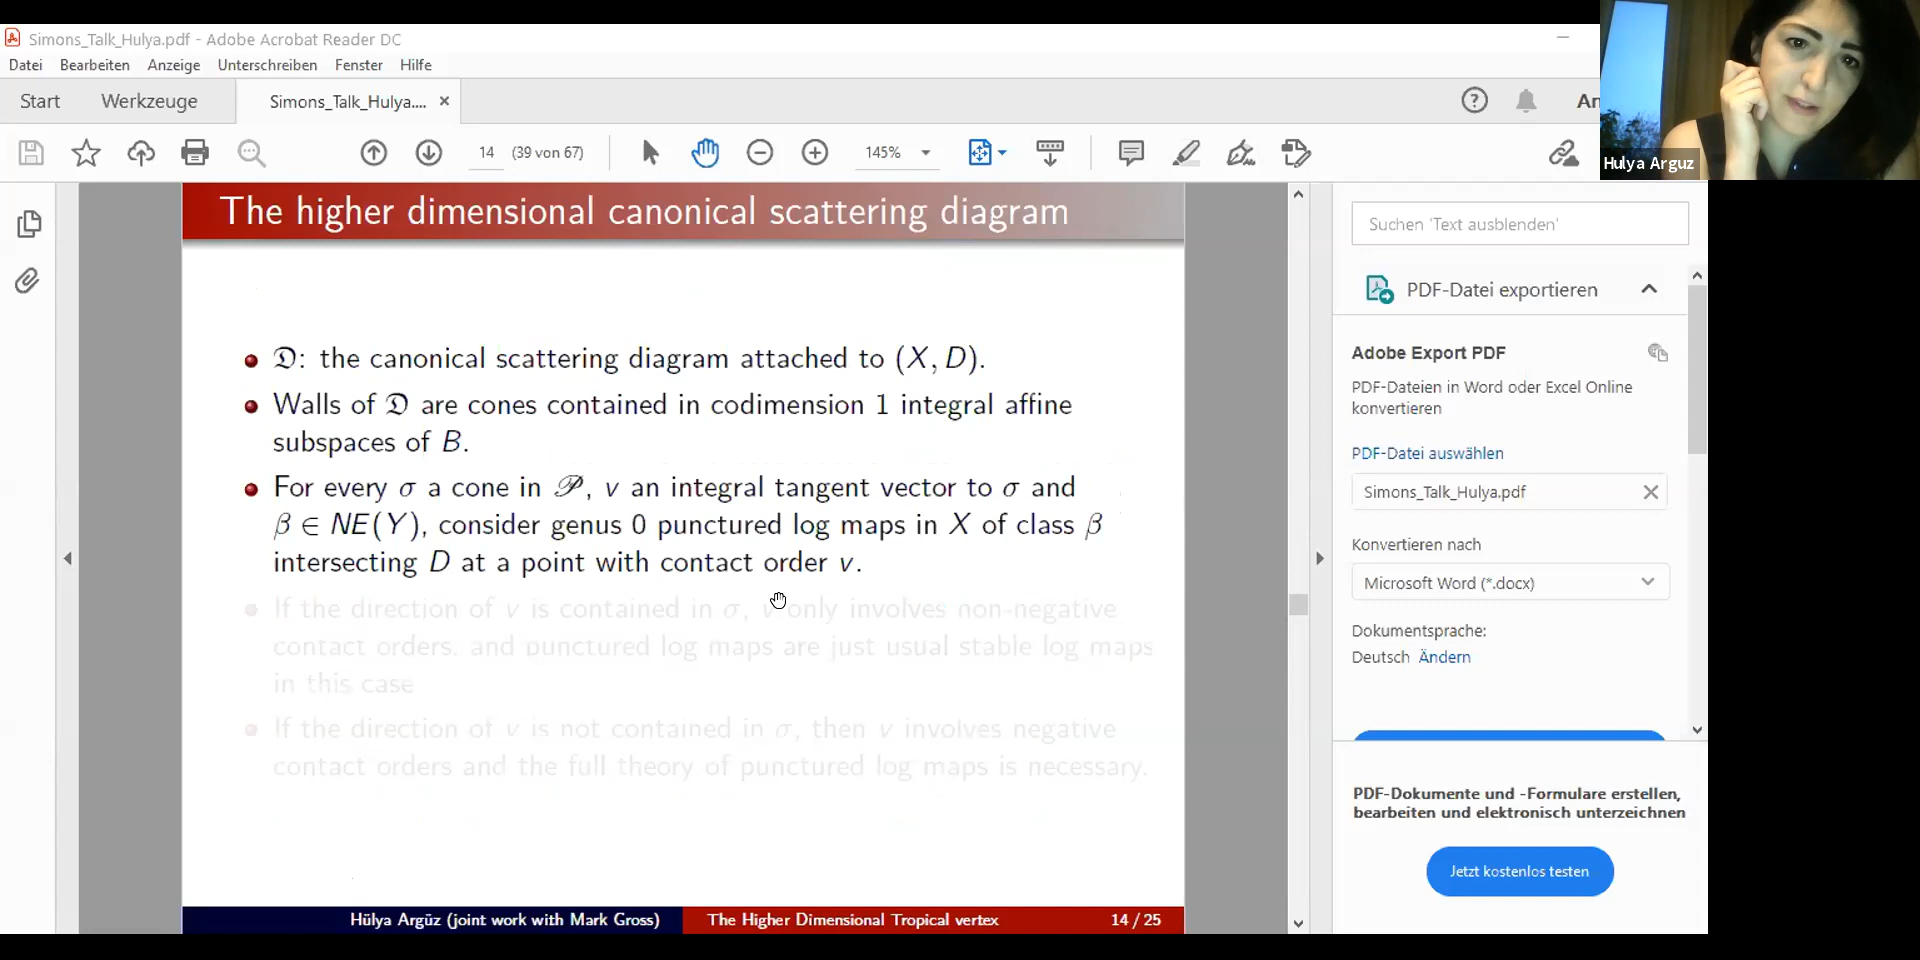 Simons_Talk_Hulya.pdf - Adobe Acrobat Reader DC
Datei Bearbeiten Anzeige Unterschreiben Fenster Hilfe
Start Werkzeuge Simons_Talk_Hulya.... ×
14 (39 von 67) 145%
Hulya Arguz
The higher dimensional canonical scattering diagram
𝔇: the canonical scattering diagram attached to (X, D).
Walls of 𝔇 are cones contained in codimension 1 integral affine
subspaces of B.
For every σ a cone in 𝒫, v an integral tangent vector to σ and
β ∈ NE(Y), consider genus 0 punctured log maps in X of class β
intersecting D at a point with contact order v.
If the direction of v is contained in σ, v only involves non-negative
contact orders. and punctured log maps are just usual stable log maps
in this case
If the direction of v is not contained in σ, then v involves negative
contact orders and the full theory of punctured log maps is necessary.
Hülya Argüz (joint work with Mark Gross) The Higher Dimensional Tropical vertex 14 / 25
Suchen 'Text ausblenden'
PDF-Datei exportieren
Adobe Export PDF
PDF-Dateien in Word oder Excel Online
konvertieren
PDF-Datei auswählen
Simons_Talk_Hulya.pdf
Konvertieren nach
Microsoft Word (*.docx)
Dokumentsprache:
Deutsch Ändern
PDF-Dokumente und -Formulare erstellen,
bearbeiten und elektronisch unterzeichnen
Jetzt kostenlos testen